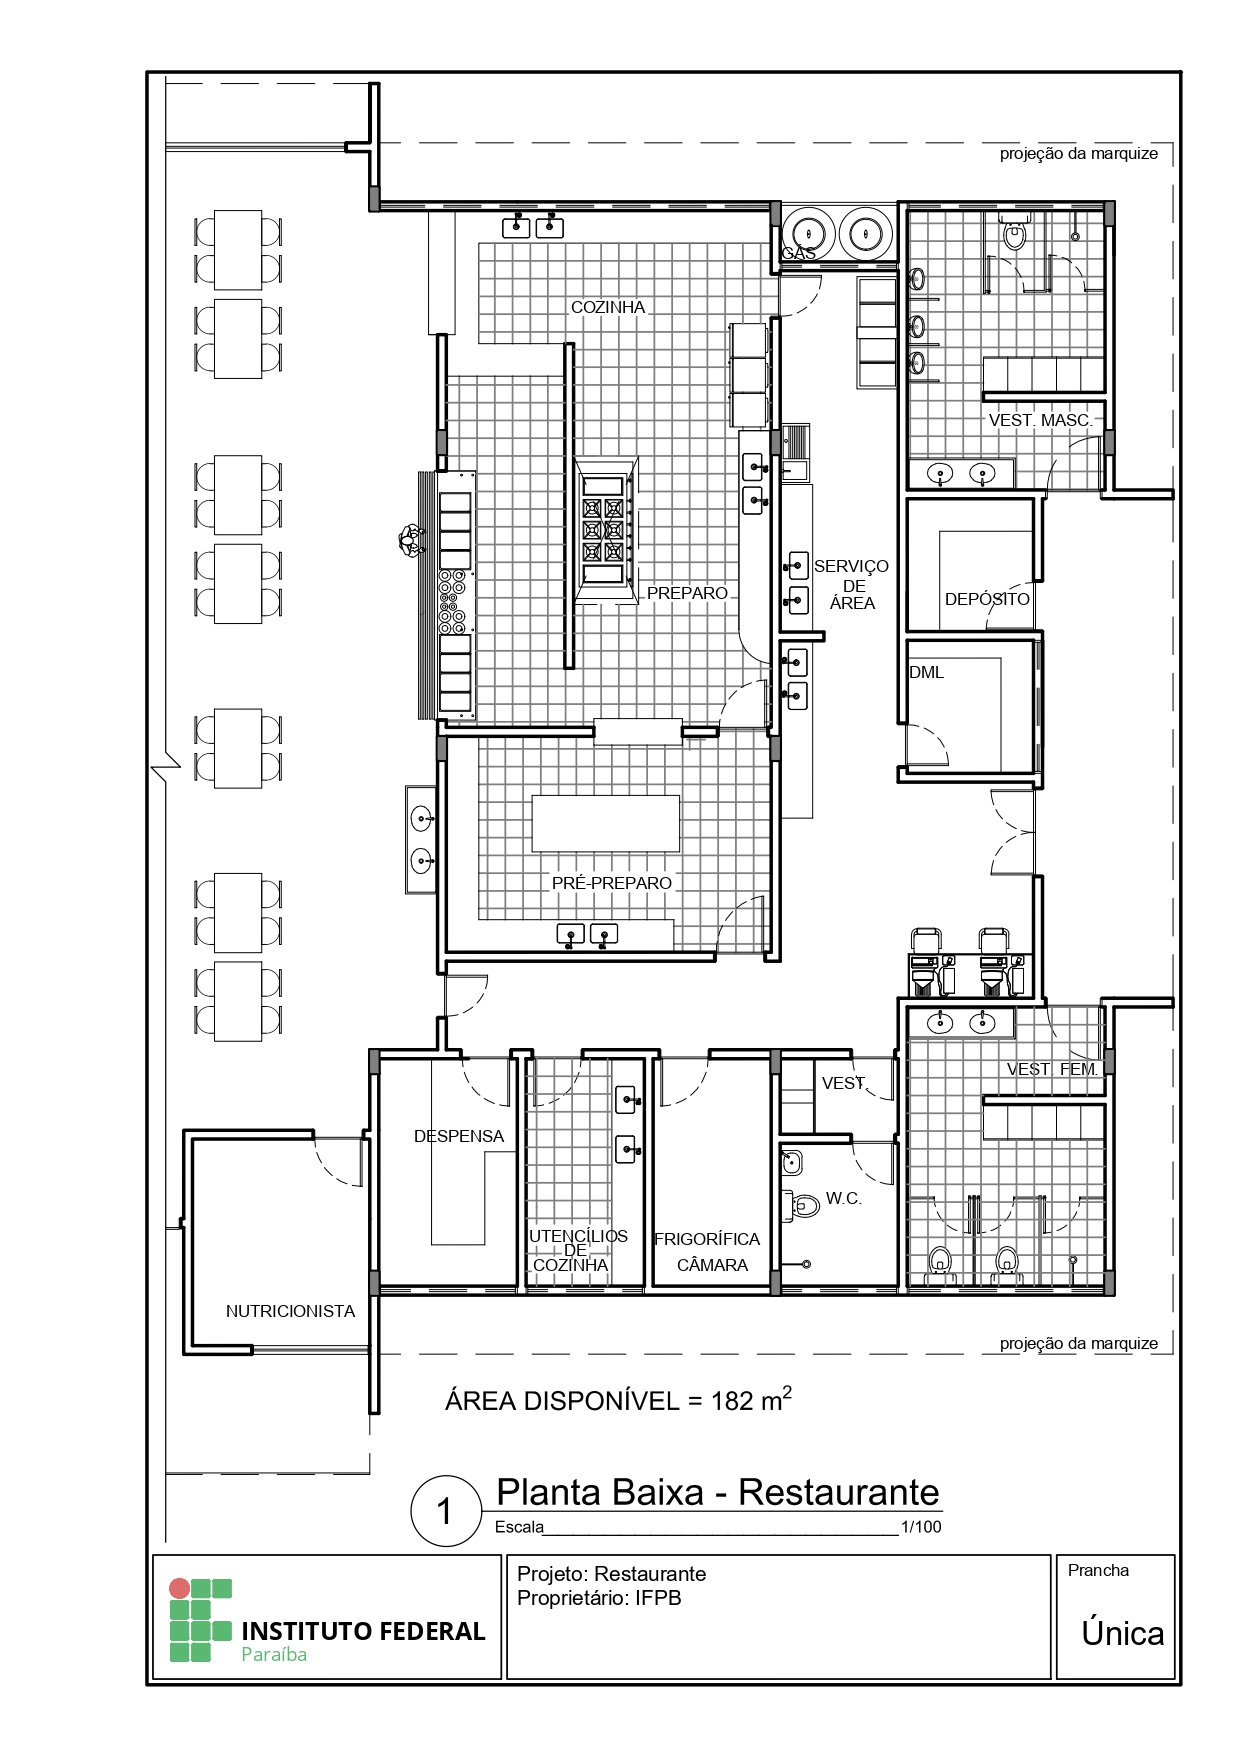 projeção da marquize
GÁS
COZINHA
VEST. MASC.
PREPARO
SERVIÇO
DE
ÁREA
DEPÓSITO
DML
PRÉ-PREPARO
VEST. FEM.
VEST.
DESPENSA
W.C.
UTENCÍLIOS
DE
COZINHA
FRIGORÍFICA
CÂMARA
NUTRICIONISTA
projeção da marquize
ÁREA DISPONÍVEL = 182 m²
1
Planta Baixa - Restaurante
Escala 1/100
INSTITUTO FEDERAL
Paraíba
Projeto: Restaurante
Proprietário: IFPB
Prancha
Única